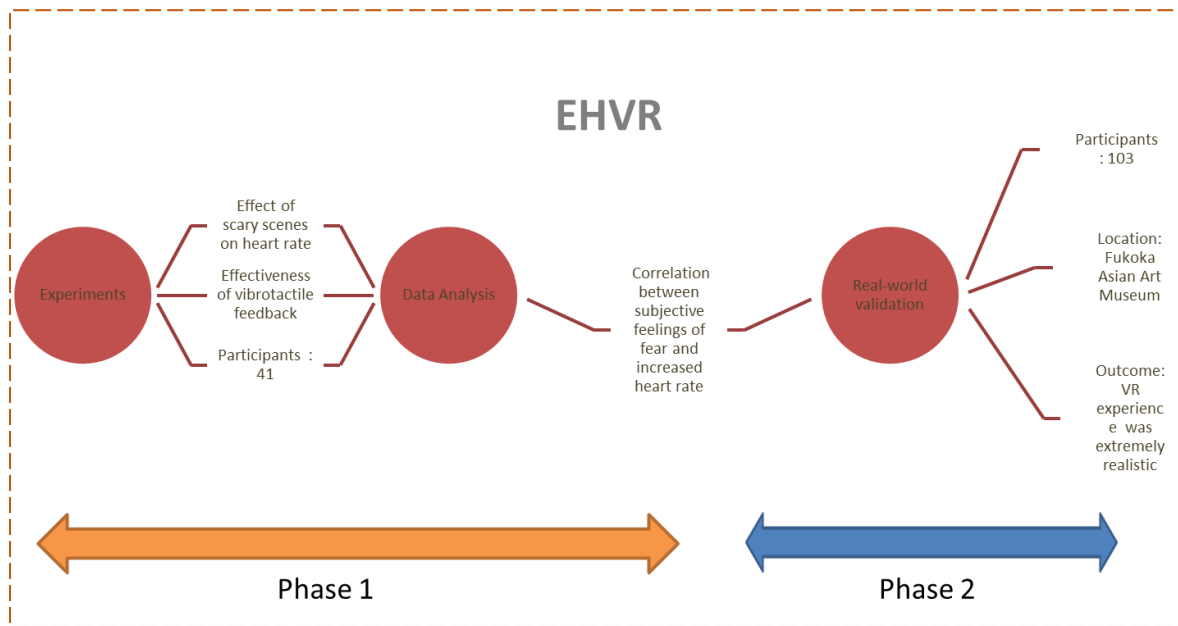 EHVR
Experiments
Effect of
scary scenes
on heart rate
Effectiveness
of vibrotactile
feedback
Participants :
41
Data Analysis
Correlation
between
subjective
feelings of
fear and
increased
heart rate
Real-world
validation
Participants
: 103
Location:
Fukoka
Asian Art
Museum
Outcome:
VR
experienc
e was
extremely
realistic
Phase 1
Phase 2